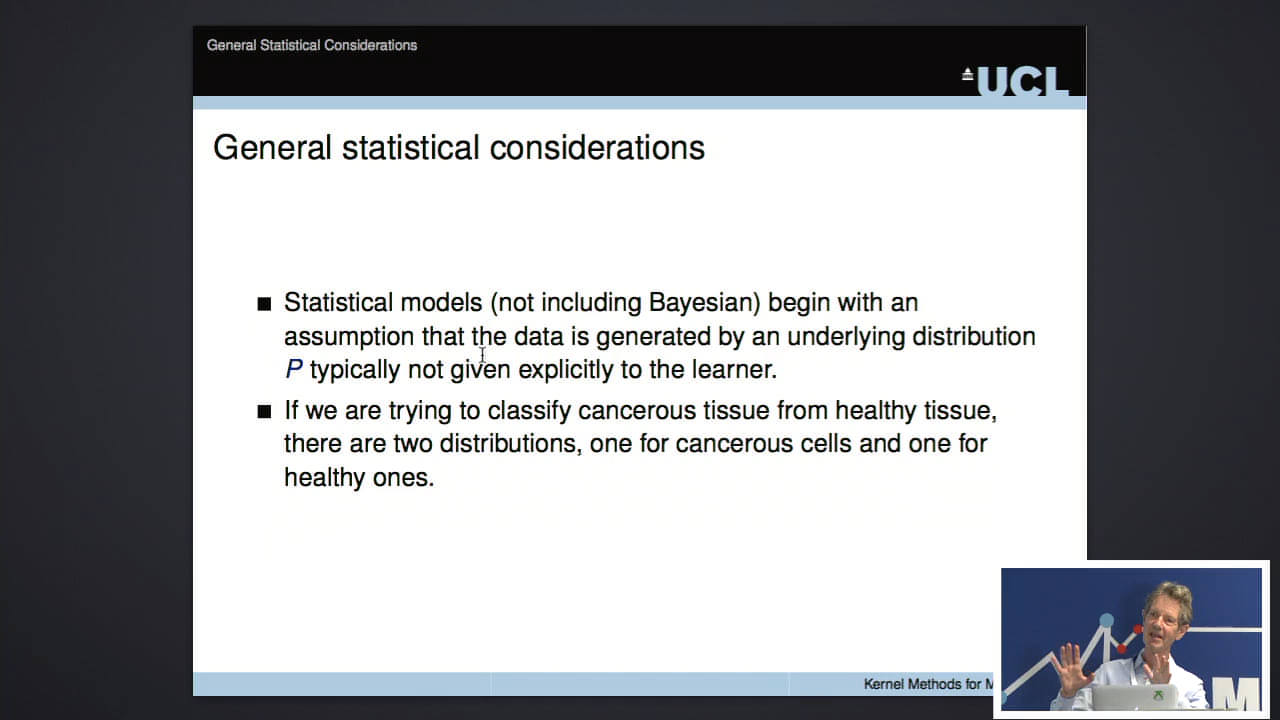 General Statistical Considerations
UCL
General statistical considerations
Statistical models (not including Bayesian) begin with an
assumption that the data is generated by an underlying distribution
P typically not given explicitly to the learner.
If we are trying to classify cancerous tissue from healthy tissue,
there are two distributions, one for cancerous cells and one for
healthy ones.
Kernel Methods for M
M